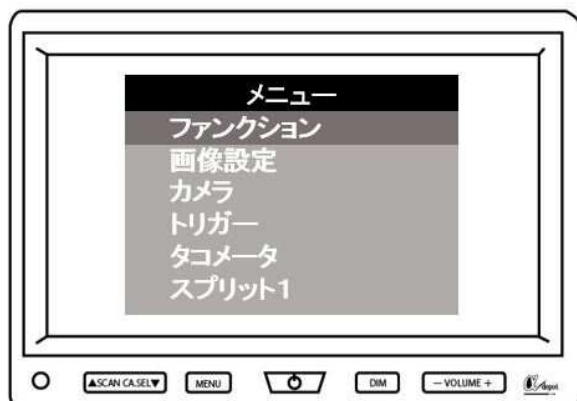 メニュー
ファンクション
画像設定
カメラ
トリガー
タコメータ
スプリット1
▲SCAN CA.SEL▼ MENU DIM － VOLUME ＋